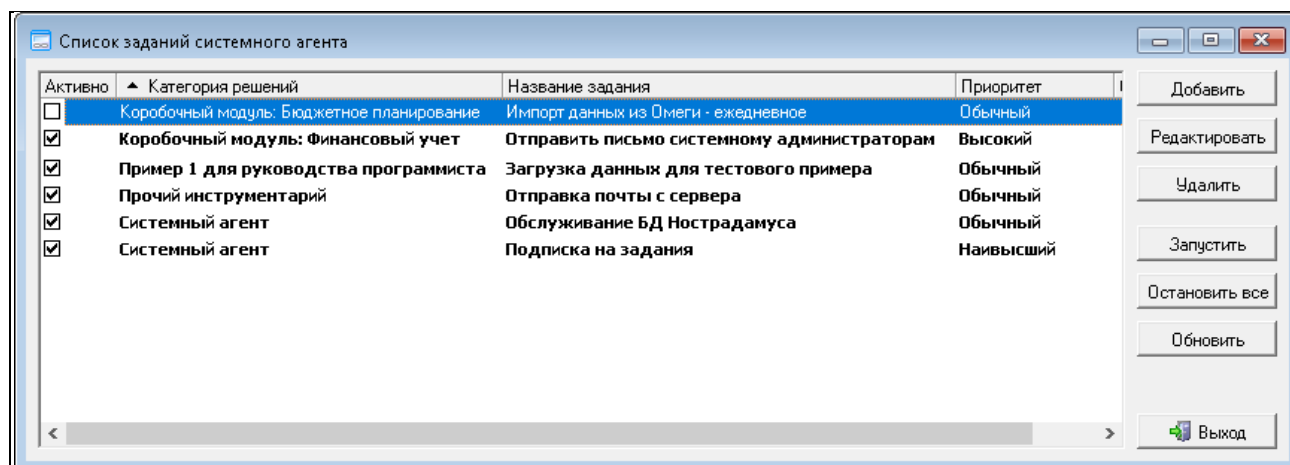 Список заданий системного агента
Активно Категория решений Название задания Приоритет
Коробочный модуль: Бюджетное планирование Импорт данных из Омеги - ежедневное Обычный
Коробочный модуль: Финансовый учет Отправить письмо системному администраторам Высокий
Пример 1 для руководства программиста Загрузка данных для тестового примера Обычный
Прочий инструментарий Отправка почты с сервера Обычный
Системный агент Обслуживание БД Нострадамуса Обычный
Системный агент Подписка на задания Наивысший
Добавить
Редактировать
Удалить
Запустить
Остановить все
Обновить
Выход